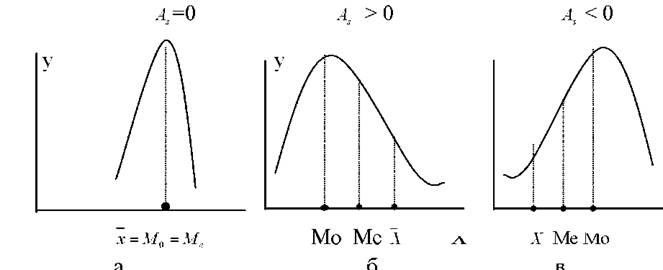 Aₛ=0 Aₛ > 0 Aₛ < 0
y y
x̅ = M₀ = Mₑ Mo Me x̅ X X Me Mo
а б в